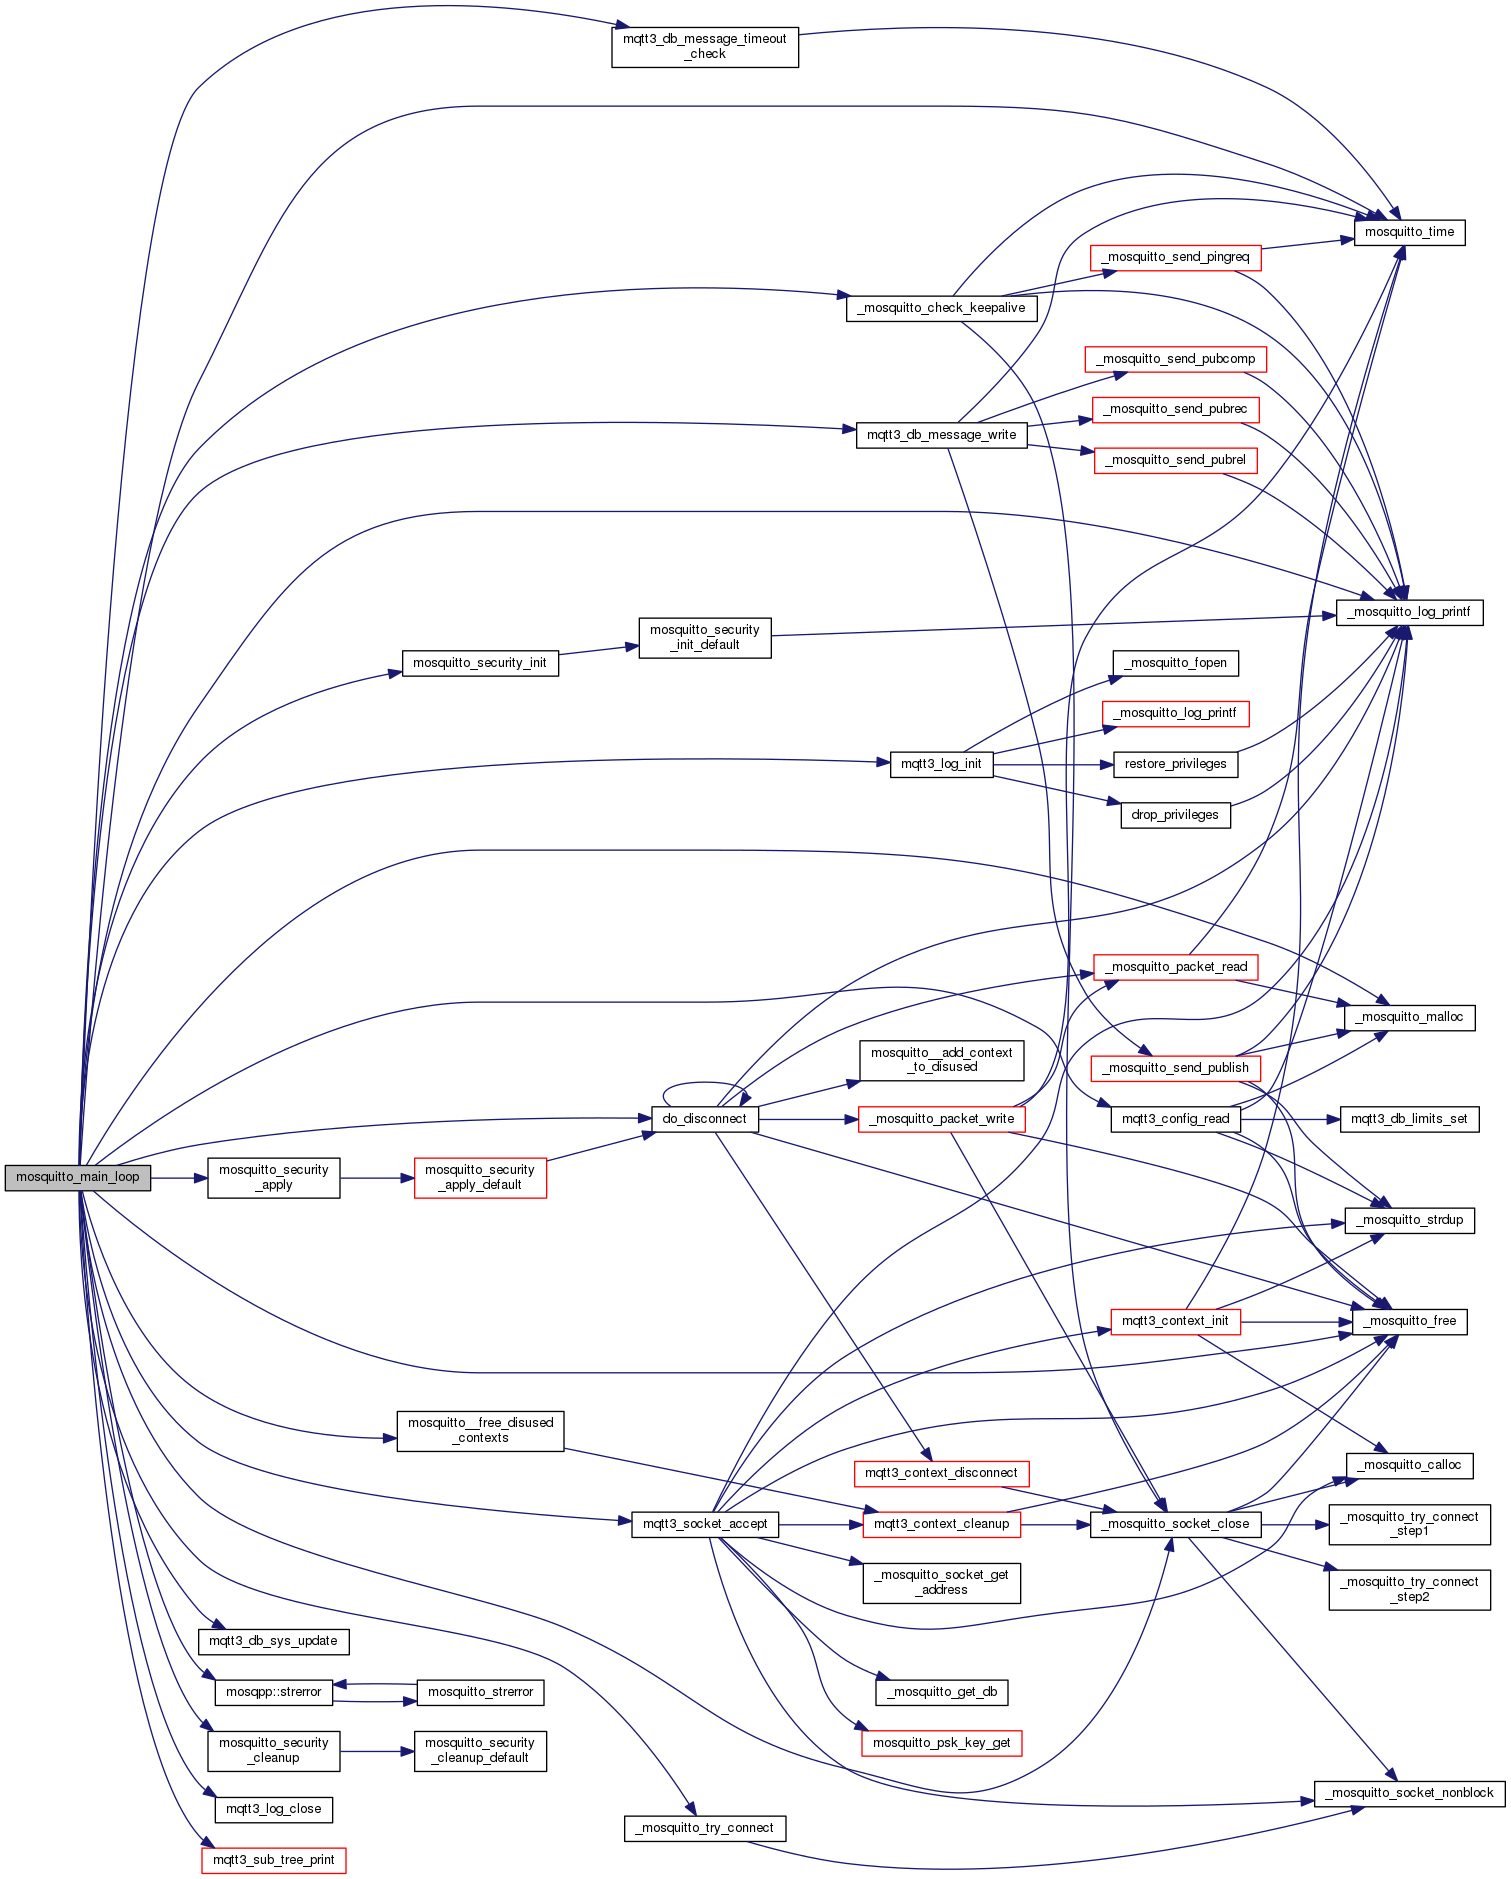 mqtt3_db_message_timeout
_check
mosquitto_time
_mosquitto_send_pingreq
_mosquitto_check_keepalive
_mosquitto_send_pubcomp
_mosquitto_send_pubrec
mqtt3_db_message_write
_mosquitto_send_pubrel
_mosquitto_log_printf
mosquitto_security
_init_default
mosquitto_security_init
_mosquitto_fopen
_mosquitto_log_printf
mqtt3_log_init
restore_privileges
drop_privileges
_mosquitto_packet_read
_mosquitto_malloc
mosquitto__add_context
_to_disused
_mosquitto_send_publish
do_disconnect
_mosquitto_packet_write
mqtt3_config_read
mqtt3_db_limits_set
mosquitto_main_loop
mosquitto_security
_apply
mosquitto_security
_apply_default
_mosquitto_strdup
mqtt3_context_init
_mosquitto_free
mosquitto__free_disused
_contexts
mqtt3_context_disconnect
_mosquitto_calloc
mqtt3_socket_accept
mqtt3_context_cleanup
_mosquitto_socket_close
_mosquitto_try_connect
_step1
_mosquitto_socket_get
_address
_mosquitto_try_connect
_step2
mqtt3_db_sys_update
mosqpp::strerror
mosquitto_strerror
_mosquitto_get_db
mosquitto_security
_cleanup
mosquitto_security
_cleanup_default
mosquitto_psk_key_get
_mosquitto_socket_nonblock
mqtt3_log_close
_mosquitto_try_connect
mqtt3_sub_tree_print